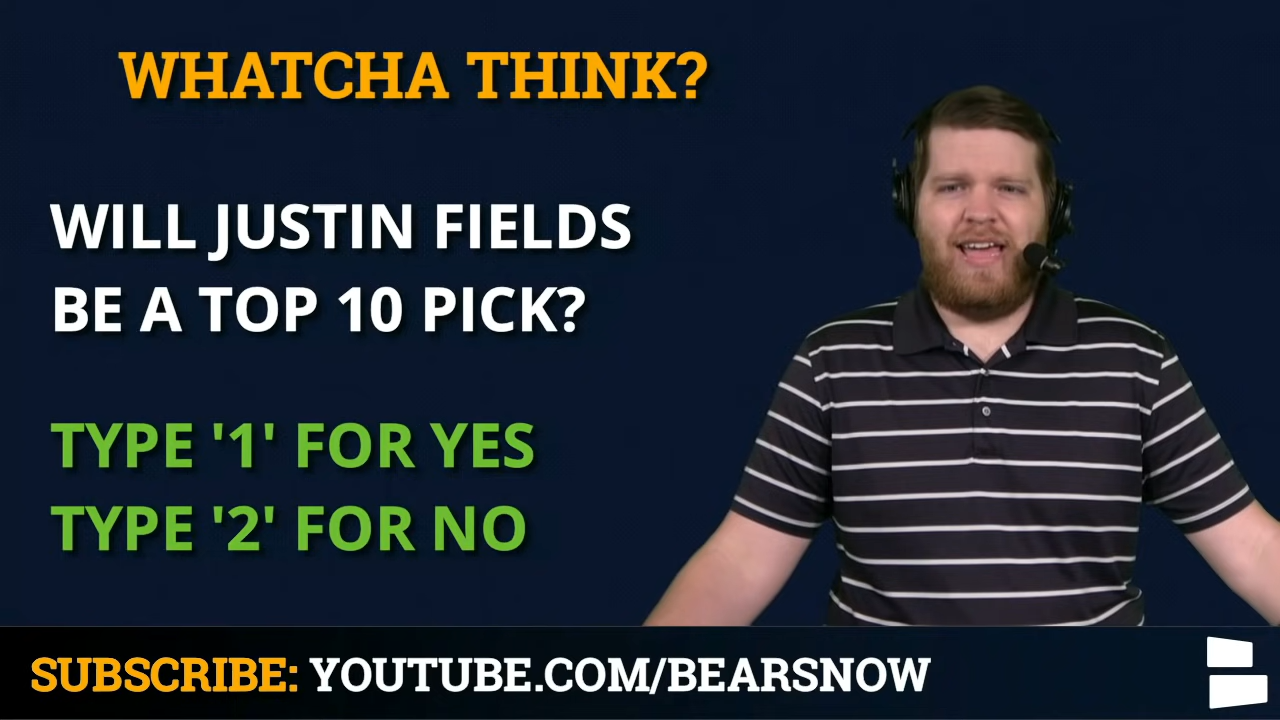 WHATCHA THINK?
WILL JUSTIN FIELDS
BE A TOP 10 PICK?
TYPE '1' FOR YES
TYPE '2' FOR NO
SUBSCRIBE: YOUTUBE.COM/BEARSNOW